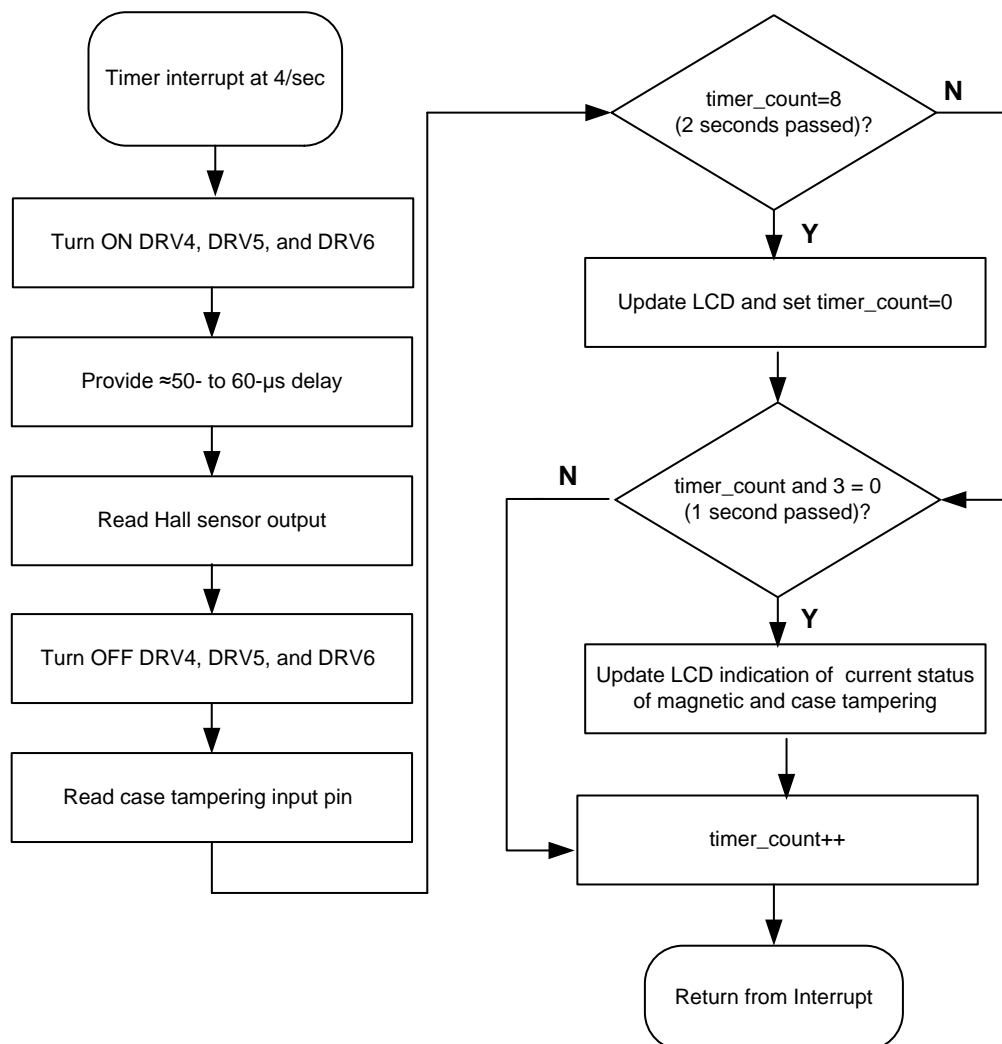 Timer interrupt at 4/sec
Turn ON DRV4, DRV5, and DRV6
Provide ≈50- to 60-µs delay
Read Hall sensor output
Turn OFF DRV4, DRV5, and DRV6
Read case tampering input pin
timer_count=8
(2 seconds passed)?
N
Y
Update LCD and set timer_count=0
timer_count and 3 = 0
(1 second passed)?
N
Y
Update LCD indication of  current status
of magnetic and case tampering
timer_count++
Return from Interrupt